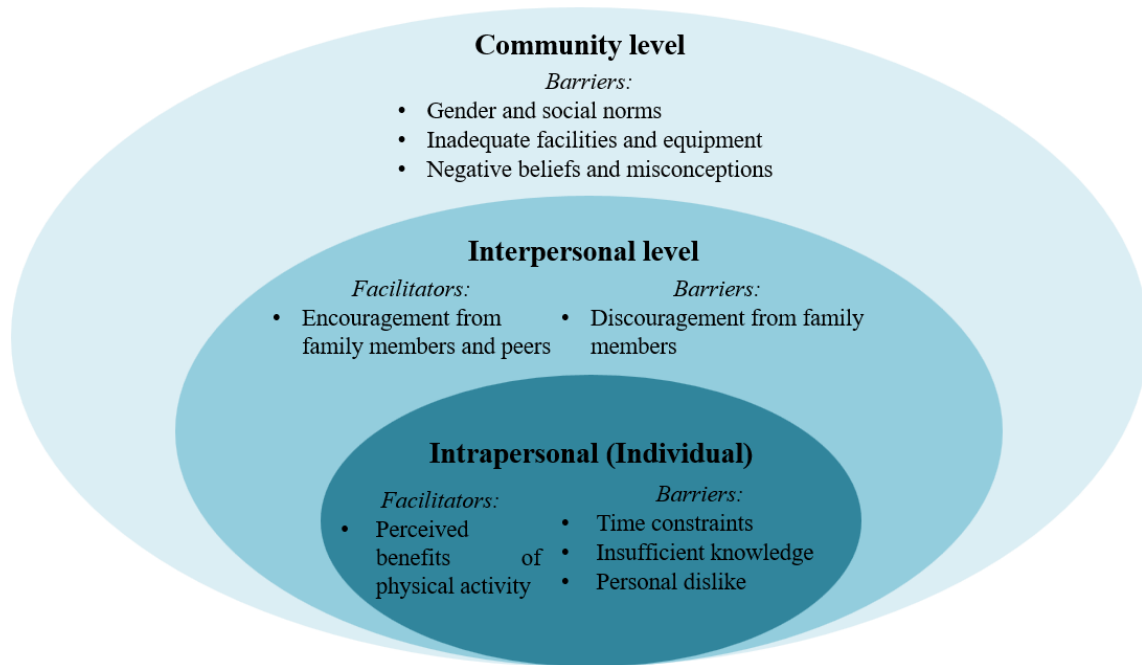 Community level
Barriers:
• Gender and social norms
• Inadequate facilities and equipment
• Negative beliefs and misconceptions
Interpersonal level
Facilitators:
• Encouragement from
family members and peers
Barriers:
• Discouragement from family
members
Intrapersonal (Individual)
Facilitators:
• Perceived
benefits of
physical activity
Barriers:
• Time constraints
• Insufficient knowledge
• Personal dislike